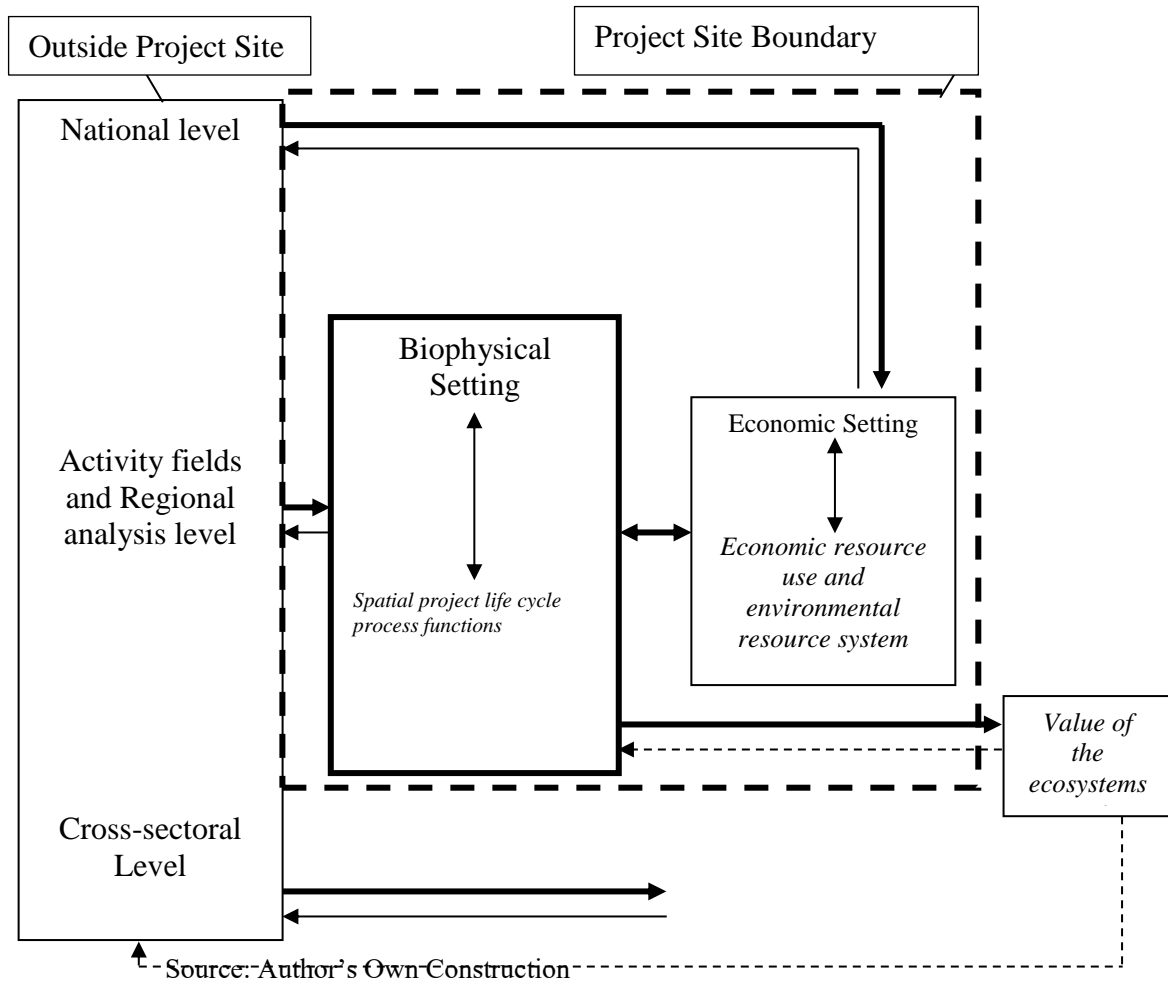 Outside Project Site
Project Site Boundary
National level
Biophysical
Setting
Economic Setting
Activity fields
and Regional
analysis level
Economic resource
use and
environmental
resource system
Spatial project life cycle
process functions
Value of
the
ecosystems
Cross-sectoral
Level
Source: Author's Own Construction